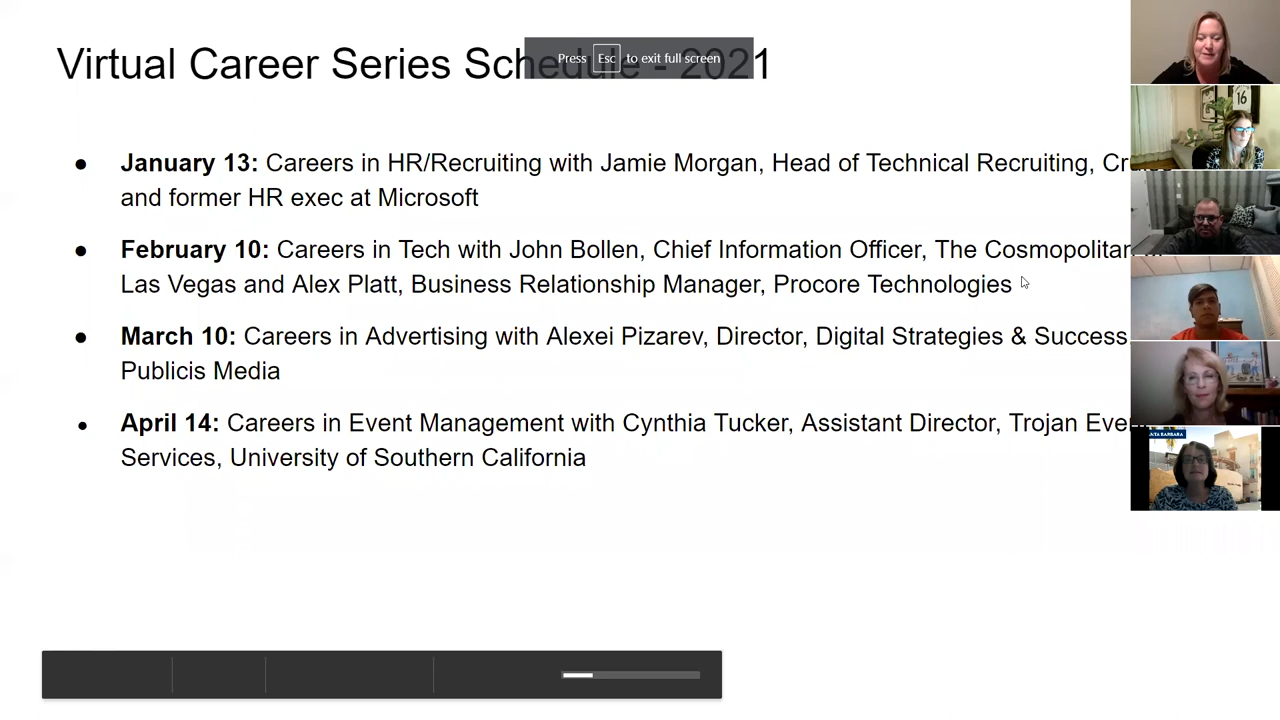 Virtual Career Series Schedule - 2021
Press Esc to exit full screen
16
January 13: Careers in HR/Recruiting with Jamie Morgan, Head of Technical Recruiting,
and former HR exec at Microsoft
February 10: Careers in Tech with John Bollen, Chief Information Officer, The Cosmopolitan
Las Vegas and Alex Platt, Business Relationship Manager, Procore Technologies
March 10: Careers in Advertising with Alexei Pizarev, Director, Digital Strategies & Success
Publicis Media
April 14: Careers in Event Management with Cynthia Tucker, Assistant Director, Trojan
Services, University of Southern California
BARBARA